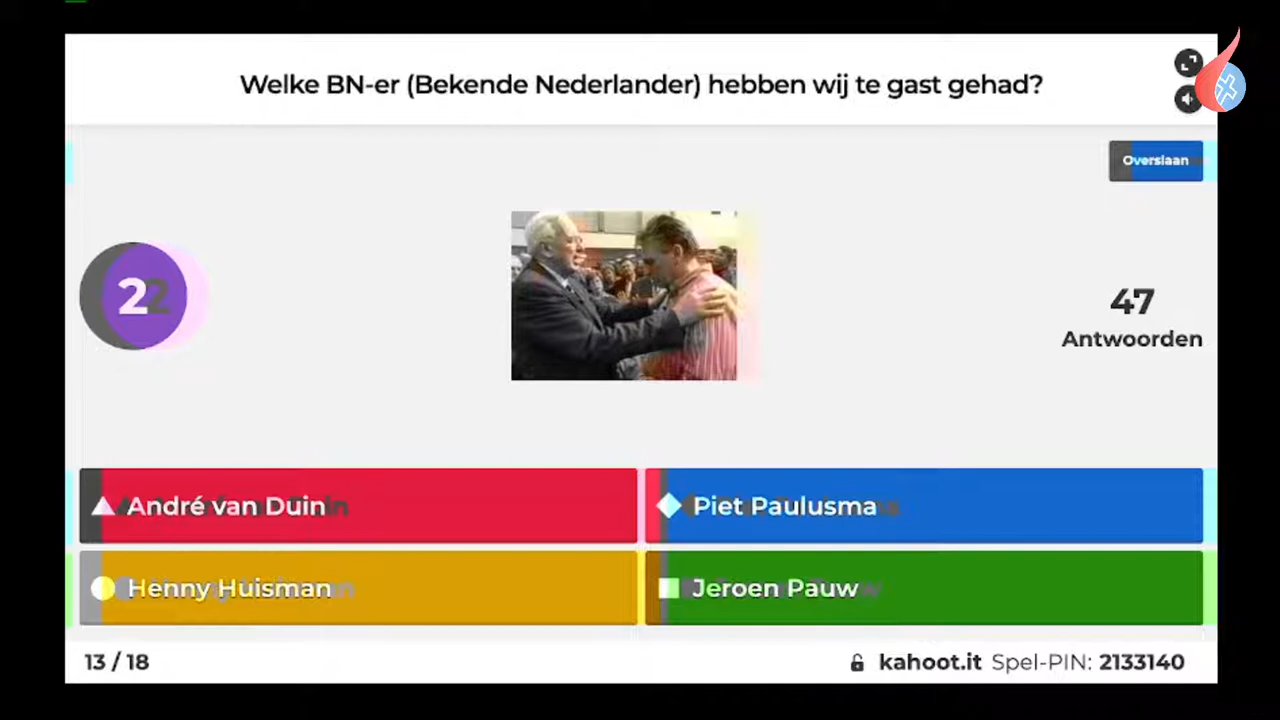 Welke BN-er (Bekende Nederlander) hebben wij te gast gehad?
Overslaan
2
47
Antwoorden
André van Duin
Piet Paulusma
Henny Huisman
Jeroen Pauw
13 / 18
kahoot.it Spel-PIN: 2133140